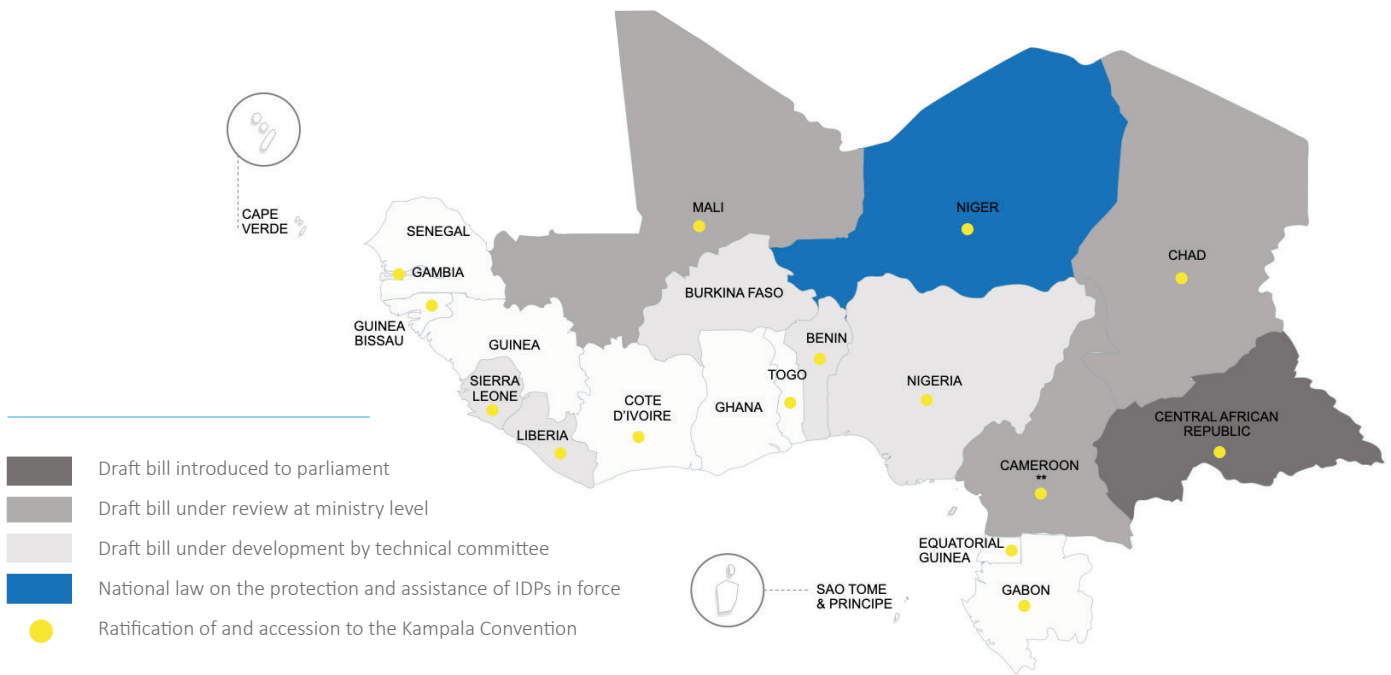 CAPE
VERDE
SENEGAL
GAMBIA
GUINEA
BISSAU
GUINEA
SIERRA
LEONE
LIBERIA
MALI
BURKINA FASO
COTE
D'IVOIRE
GHANA
TOGO
BENIN
NIGER
NIGERIA
CHAD
CENTRAL AFRICAN
REPUBLIC
CAMEROON
**
EQUATORIAL
GUINEA
GABON
SAO TOME
& PRINCIPE
Draft bill introduced to parliament
Draft bill under review at ministry level
Draft bill under development by technical committee
National law on the protection and assistance of IDPs in force
Ratification of and accession to the Kampala Convention